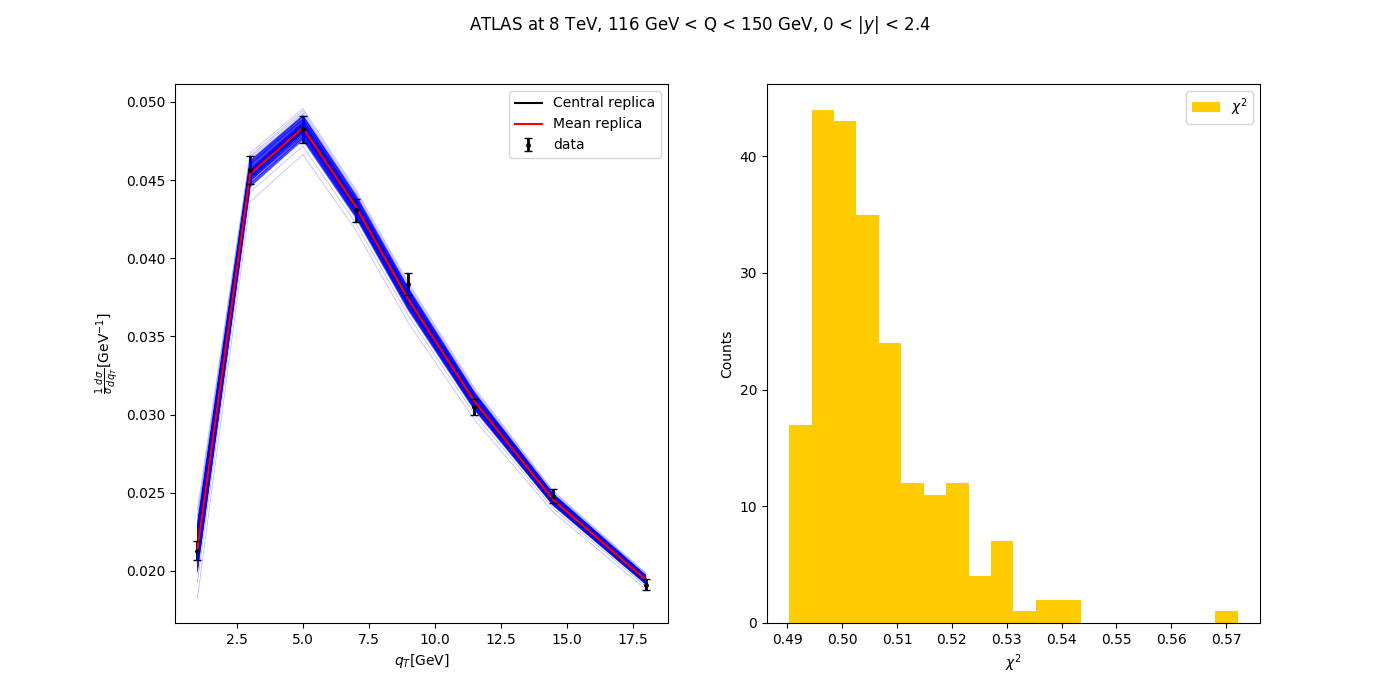 ATLAS at 8 TeV, 116 GeV < Q < 150 GeV, 0 < |y| < 2.4
0.050
0.045
0.040
0.035
0.030
0.025
0.020
1/σ dσ/dq_T [GeV⁻¹]
2.5 5.0 7.5 10.0 12.5 15.0 17.5
q_T[GeV]
Central replica
Mean replica
data
40
30
20
10
0
Counts
0.49 0.50 0.51 0.52 0.53 0.54 0.55 0.56 0.57
χ²
χ²